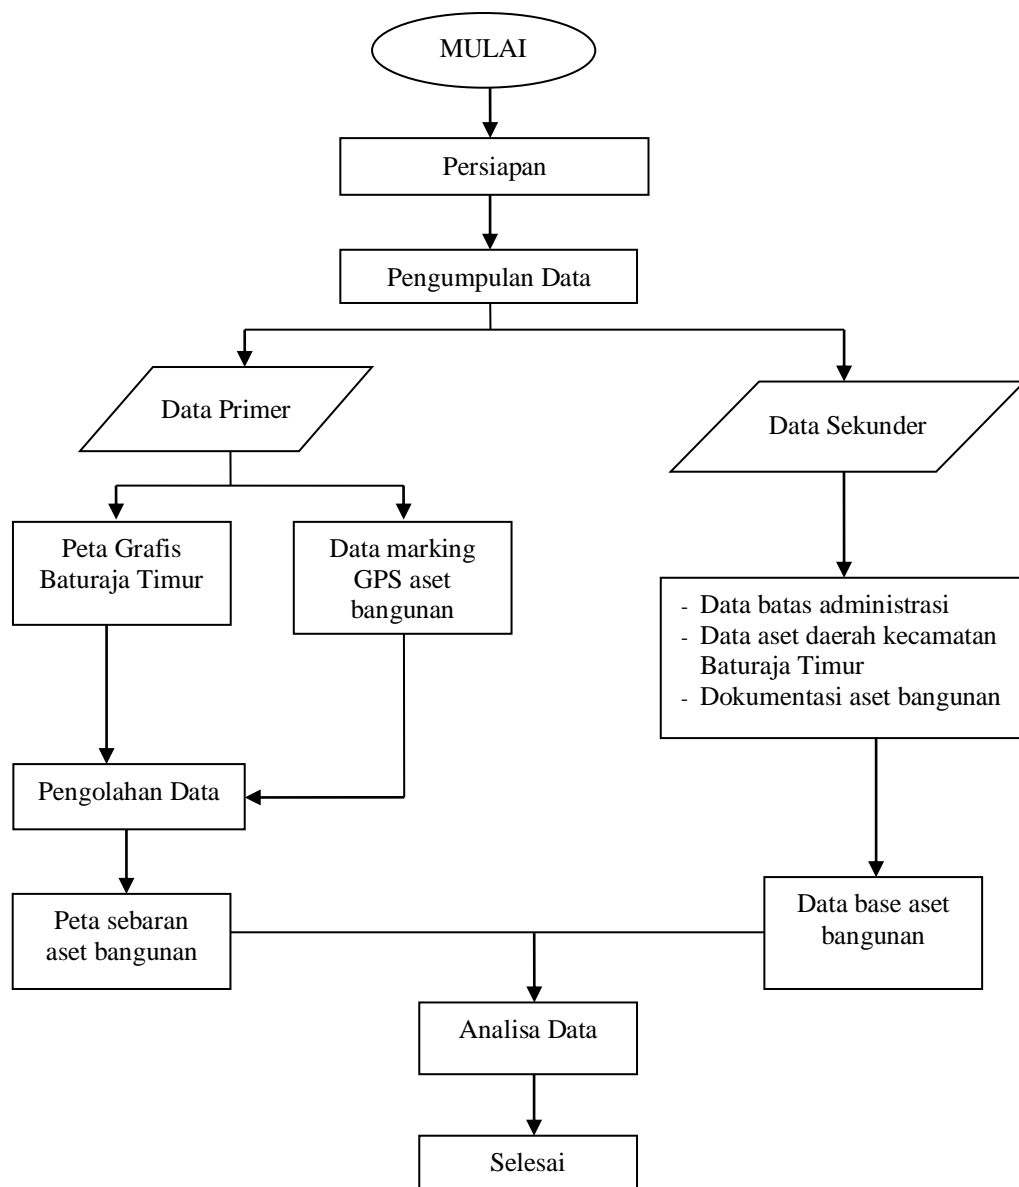 MULAI
Persiapan
Pengumpulan Data
Data Primer
Data Sekunder
Peta Grafis
Baturaja Timur
Data marking
GPS aset
bangunan
- Data batas administrasi
- Data aset daerah kecamatan
Baturaja Timur
- Dokumentasi aset bangunan
Pengolahan Data
Peta sebaran
aset bangunan
Data base aset
bangunan
Analisa Data
Selesai